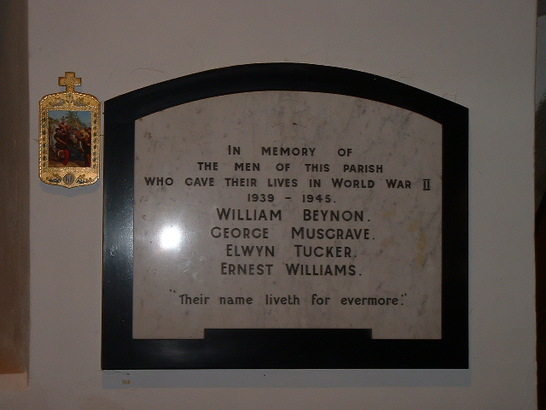 In memory of
the men of this parish
who gave their lives in World War II
1939 - 1945.
William Beynon.
George Musgrave.
Elwyn Tucker.
Ernest Williams.
"Their name liveth for evermore."